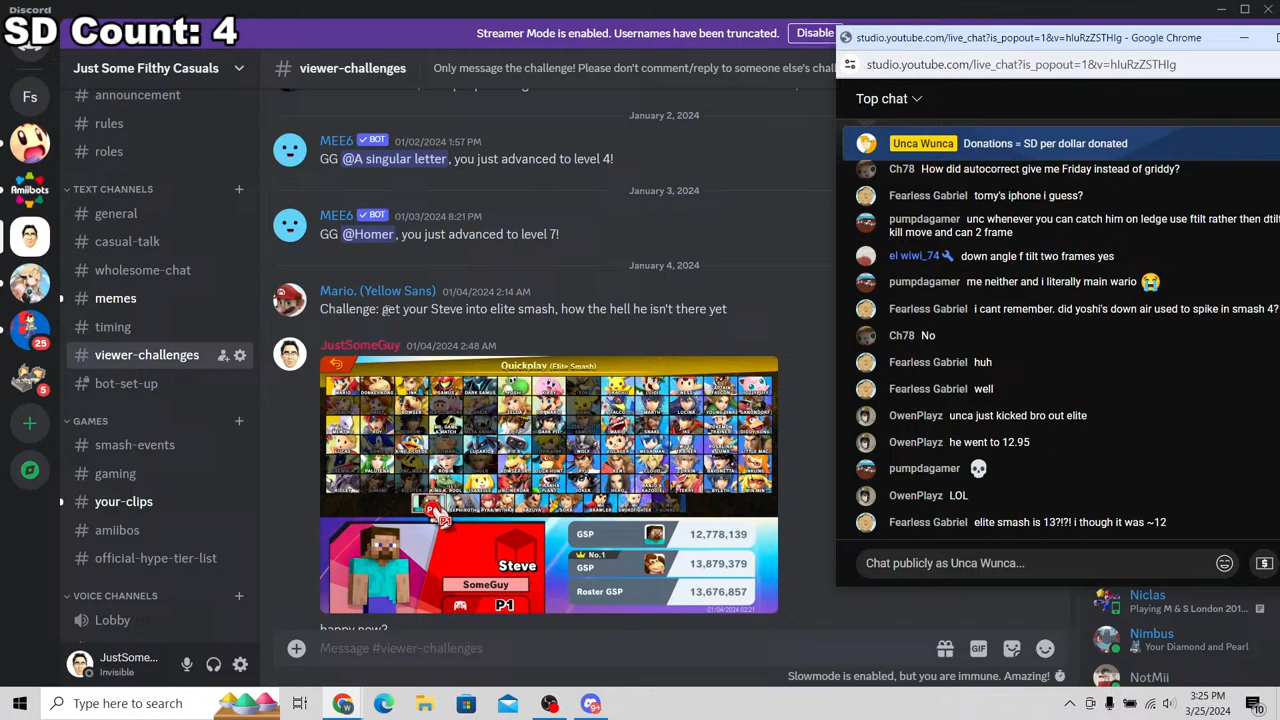 Discord
SD Count: 4
Streamer Mode is enabled. Usernames have been truncated.
Disable
Just Some Filthy Casuals
viewer-challenges
Only message the challenge! Please don't comment/reply to someone else's chal
Fs
announcement
rules
roles
TEXT CHANNELS
general
casual-talk
wholesome-chat
memes
timing
viewer-challenges
bot-set-up
GAMES
smash-events
gaming
your-clips
amiibos
official-hype-tier-list
VOICE CHANNELS
Lobby
Amiibots
25
5
JustSome...
Invisible
January 2, 2024
MEE6 BOT 01/02/2024 1:57 PM
GG @A singular letter, you just advanced to level 4!
January 3, 2024
MEE6 BOT 01/03/2024 8:21 PM
GG @Homer, you just advanced to level 7!
January 4, 2024
Mario. (Yellow Sans) 01/04/2024 2:14 AM
Challenge: get your Steve into elite smash, how the hell he isn't there yet
JustSomeGuy 01/04/2024 2:48 AM
Quickplay (Elite Smash)
Steve
SomeGuy
P1
GSP 12,778,139
No.1
GSP 13,879,379
Roster GSP 13,676,857
01/04/2024 02:21
happy now?
Message #viewer-challenges
GIF
Slowmode is enabled, but you are immune. Amazing!
studio.youtube.com/live_chat?is_popout=1&v=hIuRzZSTHIg - Google Chrome
studio.youtube.com/live_chat?is_popout=1&v=hIuRzZSTHIg
Top chat
Unca Wunca Donations = SD per dollar donated
Ch78 How did autocorrect give me Friday instead of griddy?
Fearless Gabriel tomy's iphone i guess?
pumpdagamer unc whenever you can catch him on ledge use ftilt rather then dtilt
kill move and can 2 frame
el wiwi_74 down angle f tilt two frames yes
pumpdagamer me neither and i literally main wario 😭
Fearless Gabriel i cant remember. did yoshi's down air used to spike in smash 4?
Ch78 No
Fearless Gabriel huh
Fearless Gabriel well
OwenPlayz unca just kicked bro out elite
OwenPlayz he went to 12.95
pumpdagamer 💀
OwenPlayz LOL
Fearless Gabriel elite smash is 13?!?! i though it was ~12
Chat publicly as Unca Wunca...
Niclas
Playing M & S London 201...
Nimbus
Your Diamond and Pearl
NotMii
Type here to search
9+
3:25 PM
3/25/2024
10